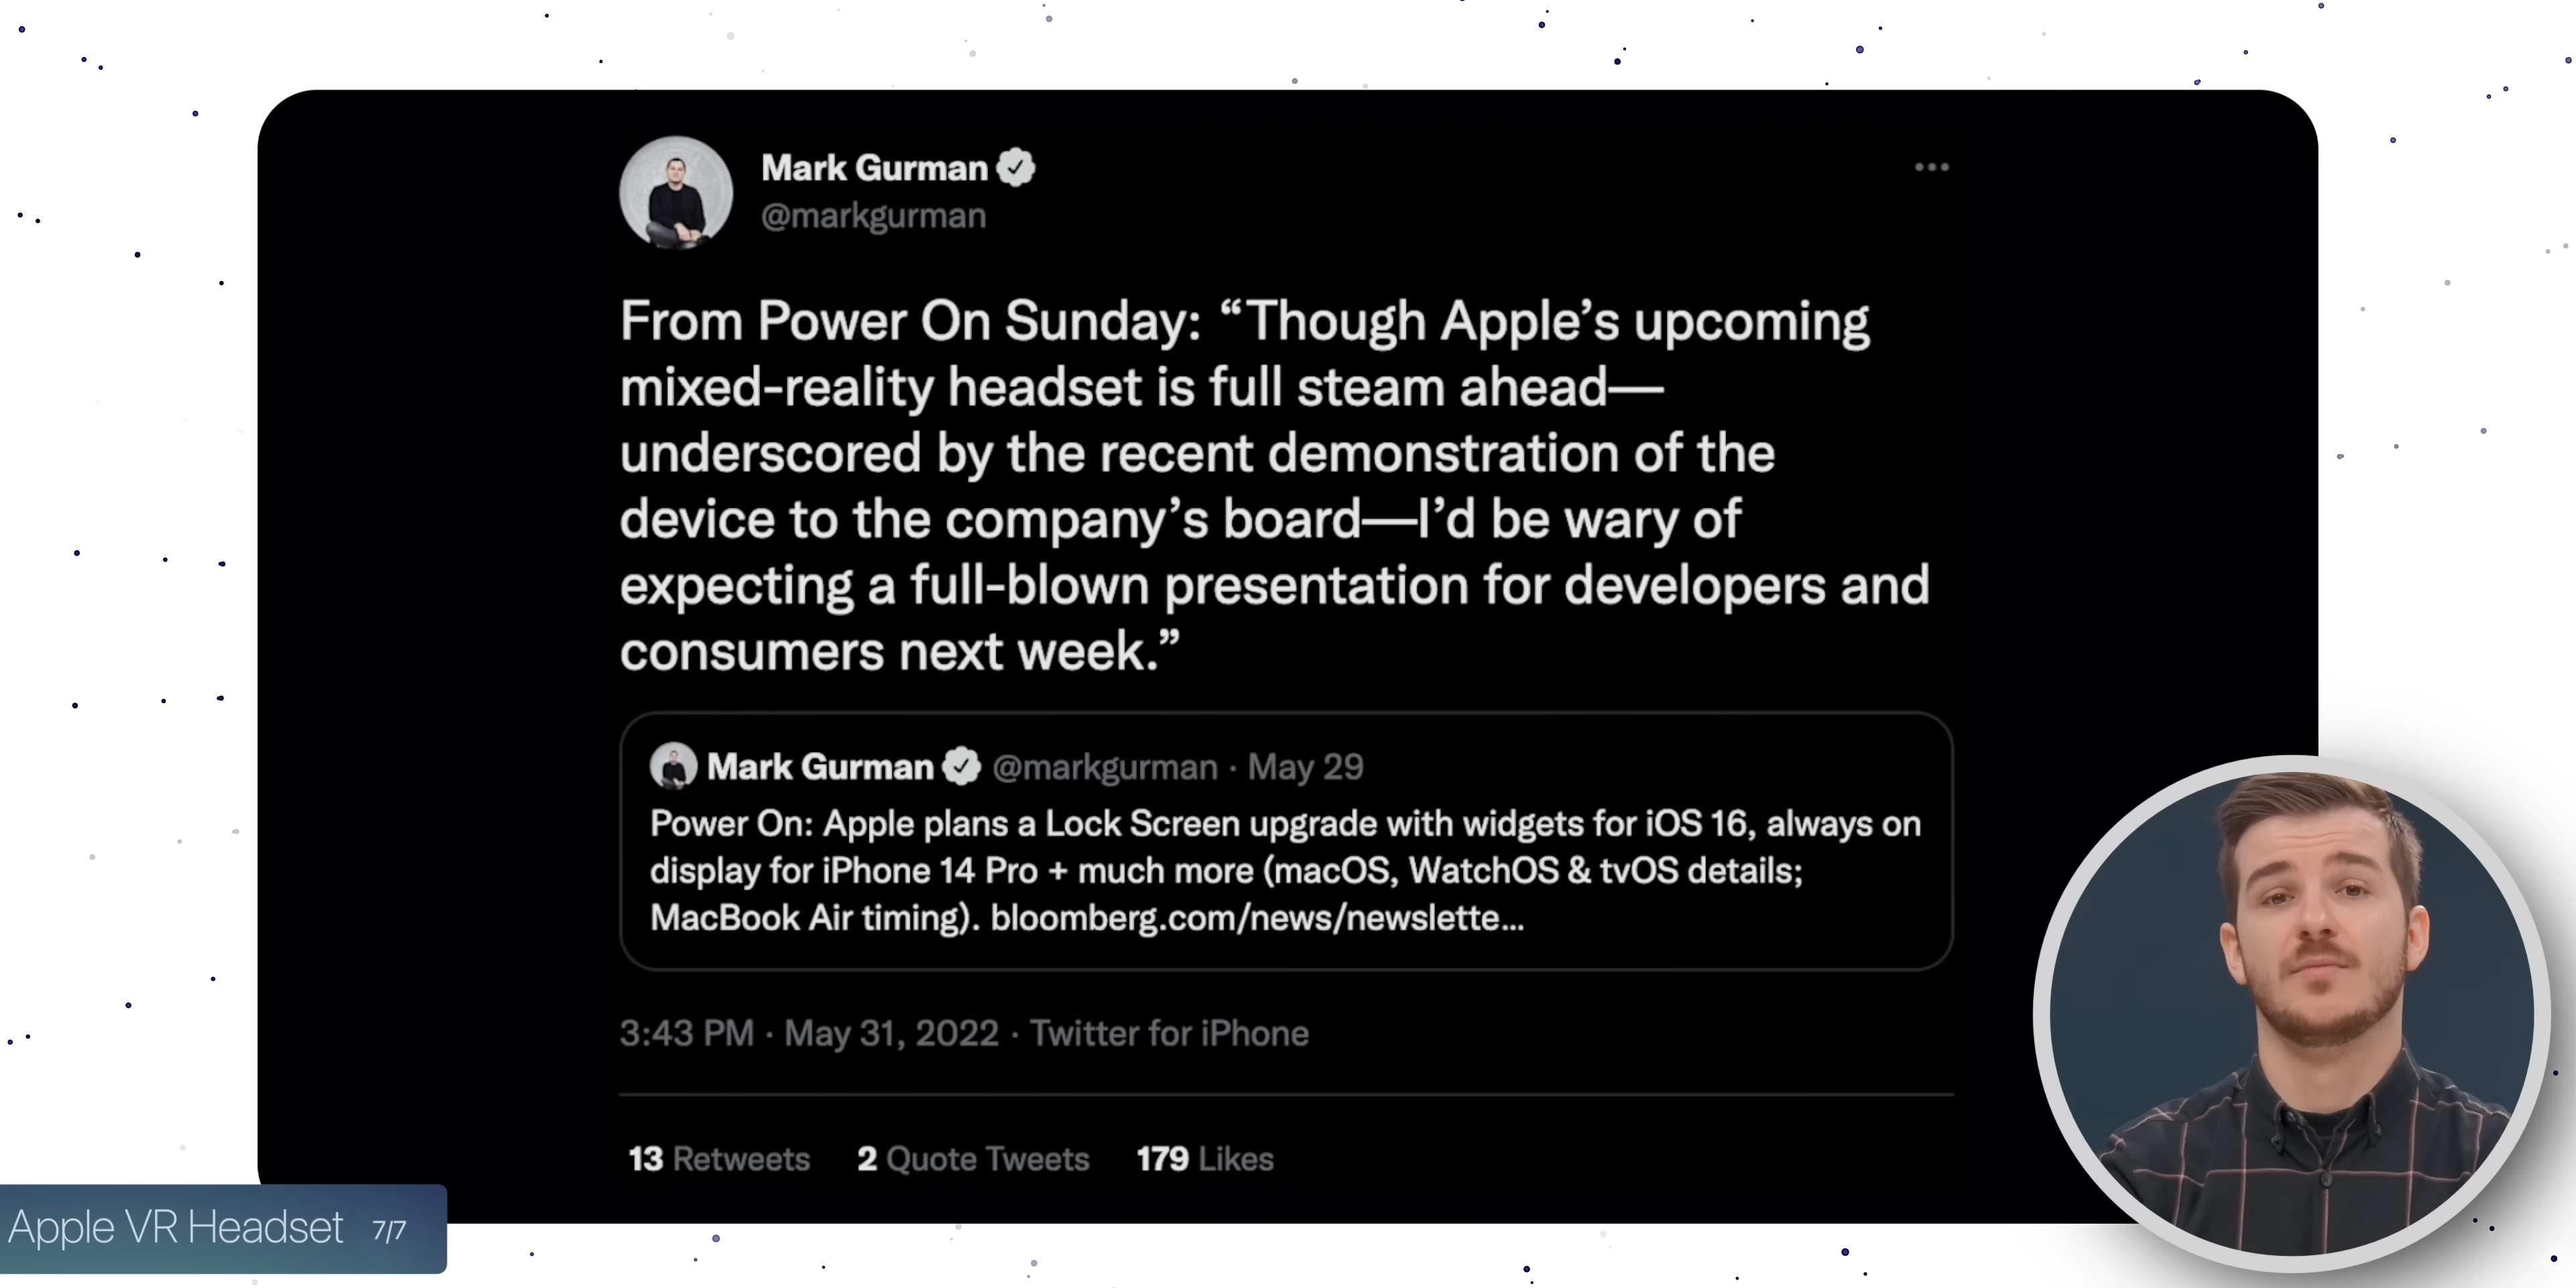 Mark Gurman
@markgurman
From Power On Sunday: “Though Apple’s upcoming
mixed-reality headset is full steam ahead—
underscored by the recent demonstration of the
device to the company’s board—I’d be wary of
expecting a full-blown presentation for developers and
consumers next week.”
Mark Gurman @markgurman · May 29
Power On: Apple plans a Lock Screen upgrade with widgets for iOS 16, always on
display for iPhone 14 Pro + much more (macOS, WatchOS & tvOS details;
MacBook Air timing). bloomberg.com/news/newslette...
3:43 PM · May 31, 2022 · Twitter for iPhone
13 Retweets 2 Quote Tweets 179 Likes
Apple VR Headset 7/7